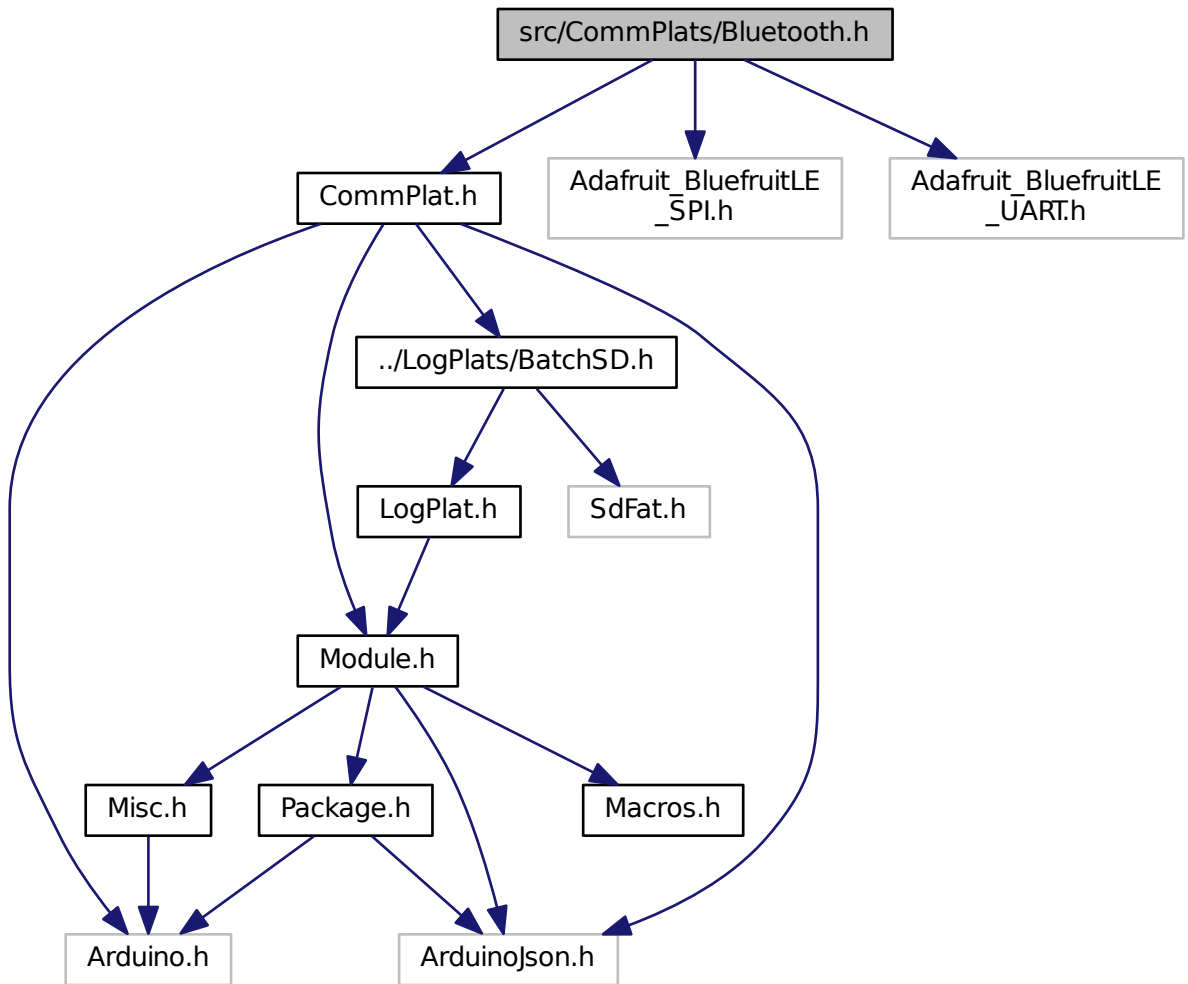 src/CommPlats/Bluetooth.h
CommPlat.h
Adafruit_BluefruitLE
_SPI.h
Adafruit_BluefruitLE
_UART.h
../LogPlats/BatchSD.h
LogPlat.h
SdFat.h
Module.h
Misc.h
Package.h
Macros.h
Arduino.h
ArduinoJson.h